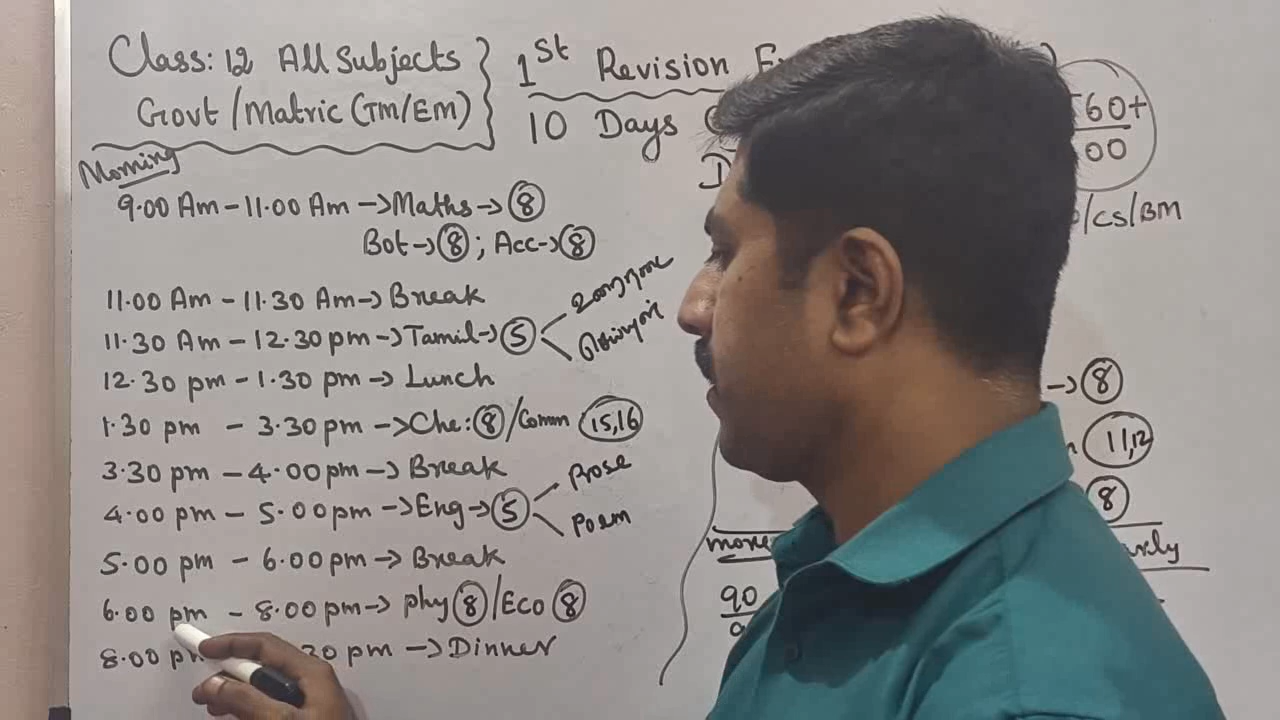 Class: 12 All Subjects
Govt/Matric (TM/EM)
1st Revision
10 Days
60+
00
/CS/BM
Morning
9.00 Am - 11.00 Am → Maths → 8
Bot → 8 ; Acc → 8
11.00 Am - 11.30 Am → Break
11.30 Am - 12.30 pm → Tamil → 5
12.30 pm - 1.30 pm → Lunch
1.30 pm - 3.30 pm → Che: 8 / Comm 15,16
3.30 pm - 4.00 pm → Break
4.00 pm - 5.00 pm → Eng → 5
Prose
Poem
5.00 pm - 6.00 pm → Break
6.00 pm - 8.00 pm → phy 8 / Eco 8
8.00 30 pm → Dinner
→ 8
11,12
8
more
90